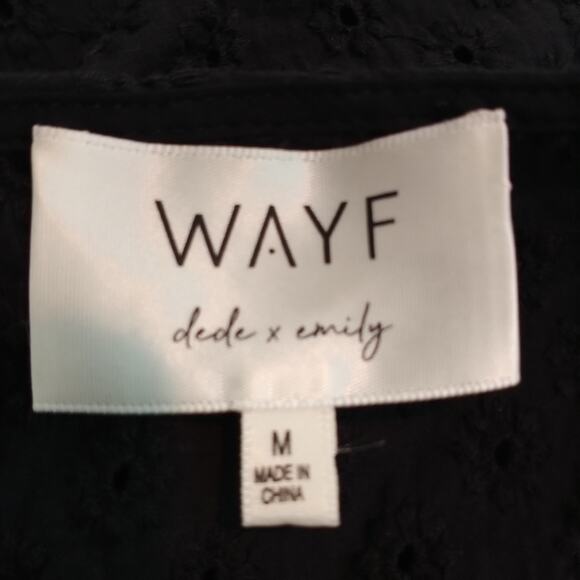 WAYF
dede x emily
M
MADE IN
CHINA